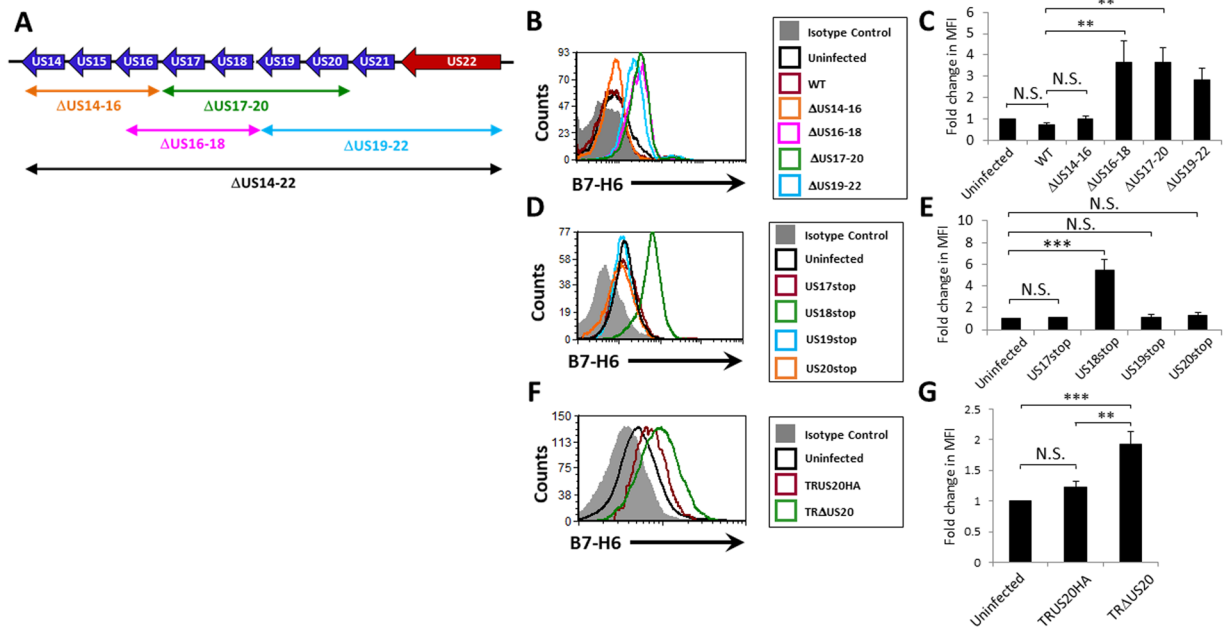 A
US14 US15 US16 US17 US18 US19 US20 US21 US22
ΔUS14-16
ΔUS17-20
ΔUS16-18
ΔUS19-22
ΔUS14-22
B
93
70
47
23
0
Counts
B7-H6
Isotype Control
Uninfected
WT
ΔUS14-16
ΔUS16-18
ΔUS17-20
ΔUS19-22
C
Fold change in MFI
6
5
4
3
2
1
0
**
**
N.S.
N.S.
Uninfected
WT
ΔUS14-16
ΔUS16-18
ΔUS17-20
ΔUS19-22
D
77
58
38
19
0
Counts
B7-H6
Isotype Control
Uninfected
US17stop
US18stop
US19stop
US20stop
E
Fold change in MFI
10
8
6
4
2
0
N.S.
N.S.
***
N.S.
Uninfected
US17stop
US18stop
US19stop
US20stop
F
150
113
75
38
0
Counts
B7-H6
Isotype Control
Uninfected
TRUS20HA
TRΔUS20
G
Fold change in MFI
2.5
2
1.5
1
0.5
0
***
**
N.S.
Uninfected
TRUS20HA
TRΔUS20